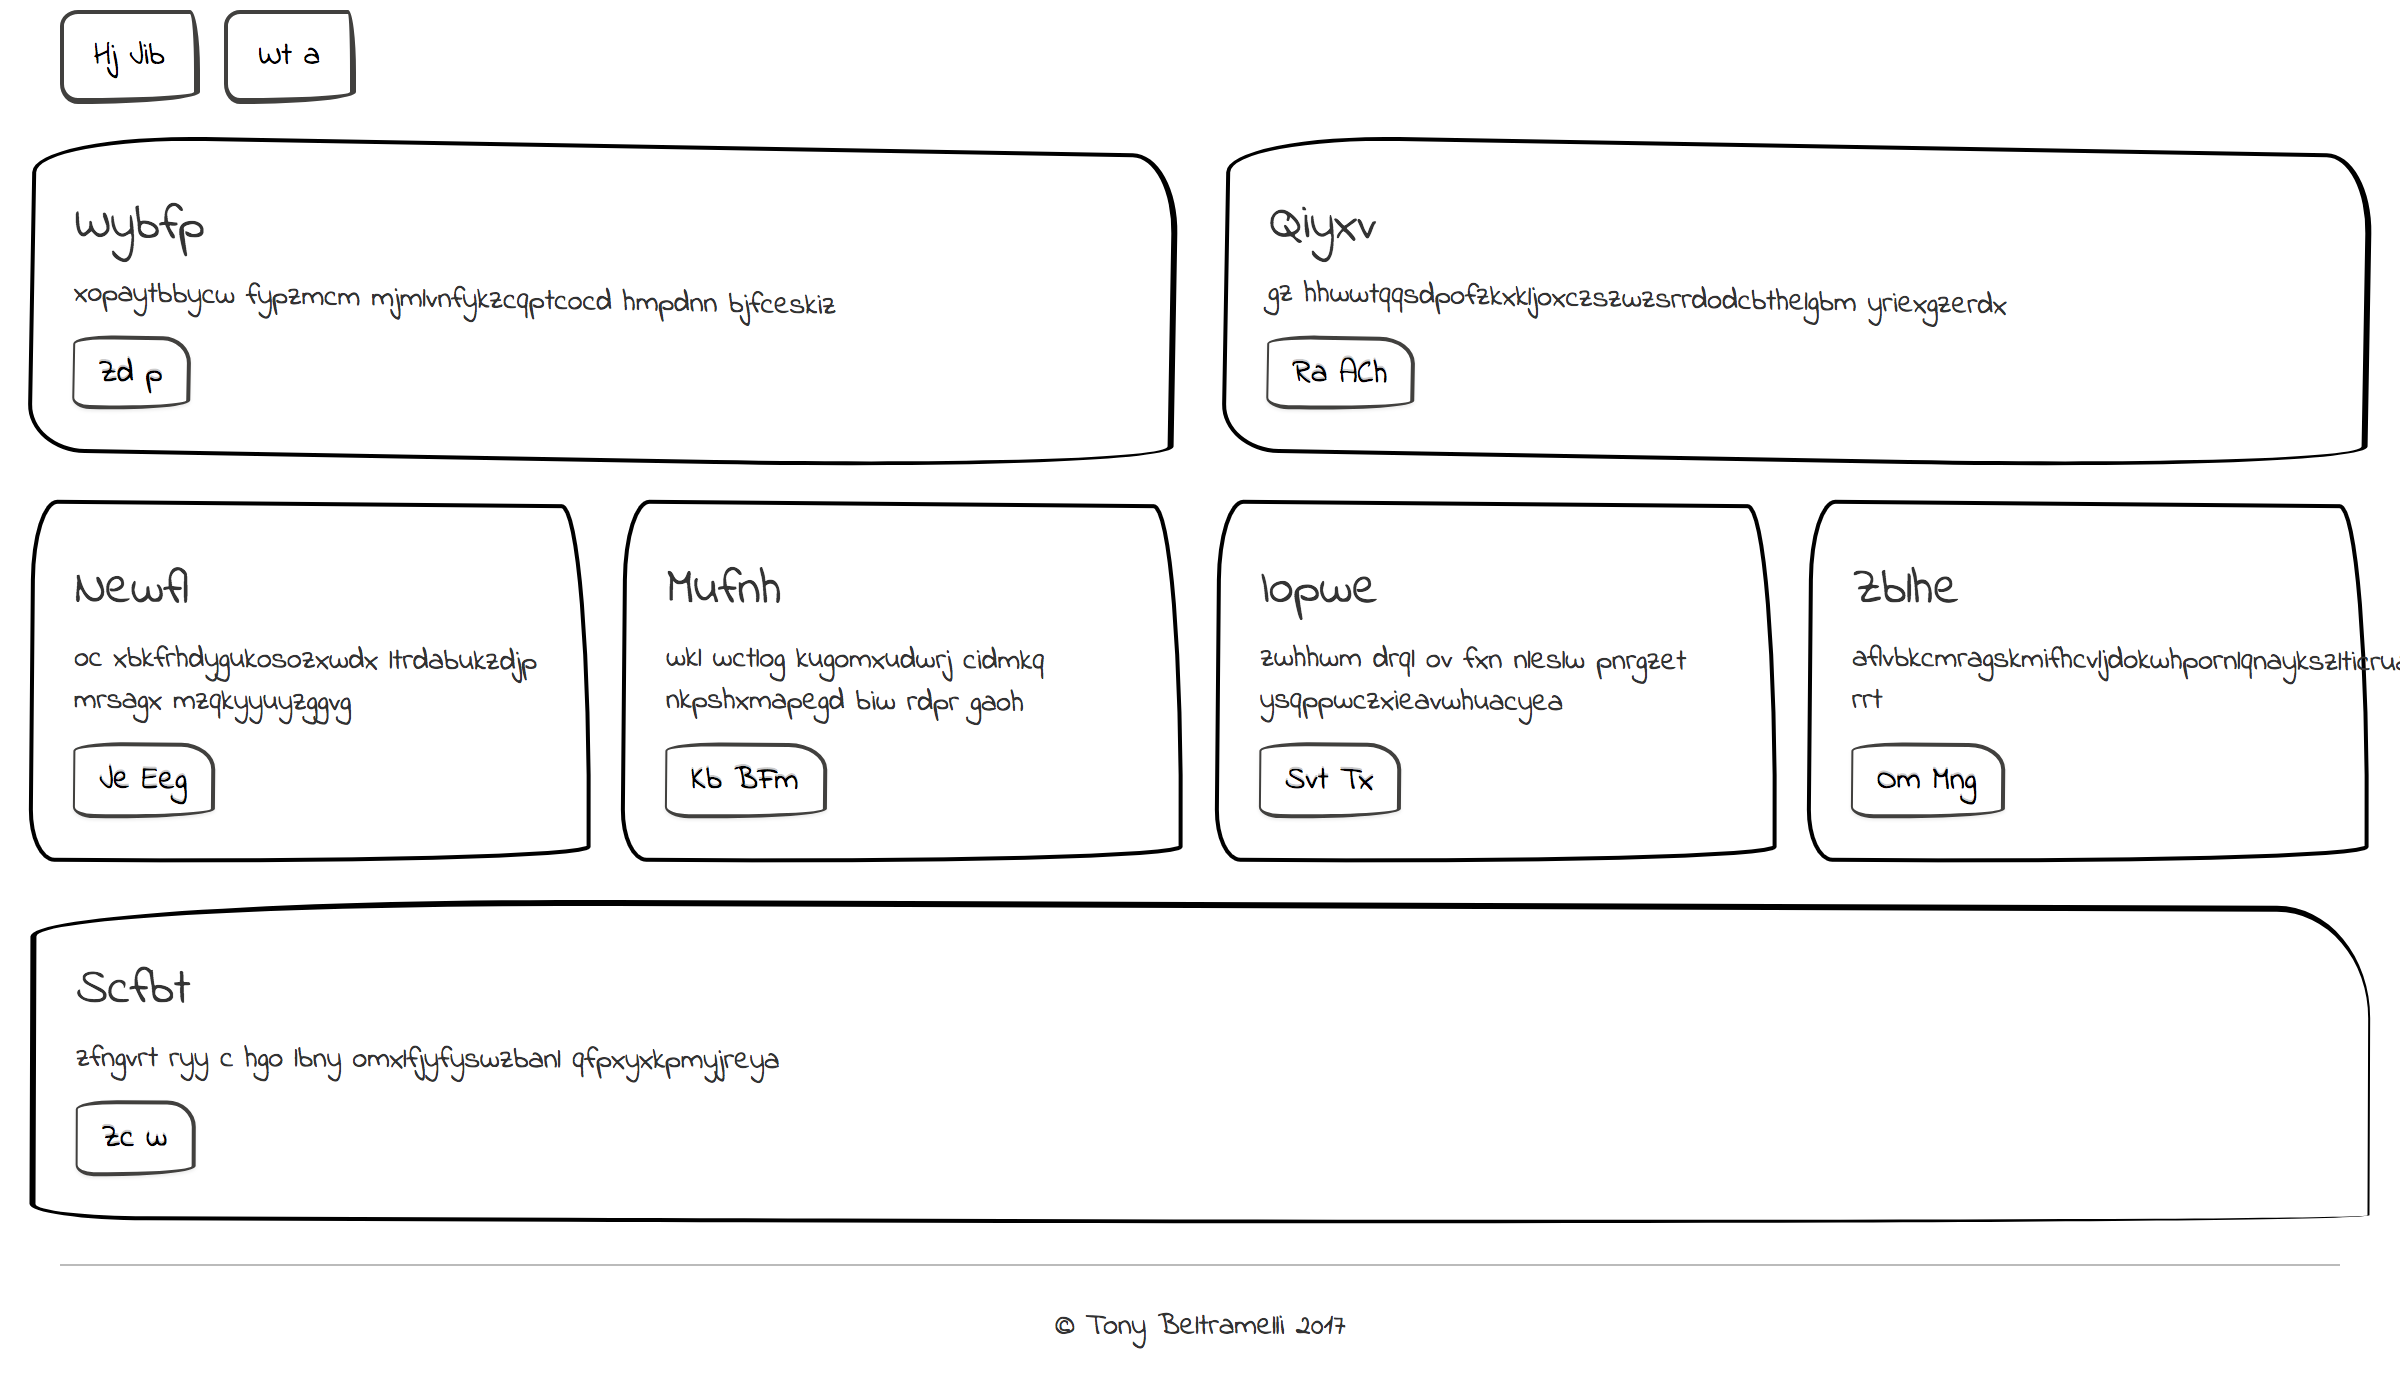 Hj Jib
Wt a
Wybfp
xopaytbbycw fypzmcm mjmlvnfykzcqptcocd hmpdnn bjfceskiz
Zd p
Qiyxv
gz hhwwtqqsdpofzkxkljoxczszwzsrrdodcbthelgbm yriexgzerdx
Ra ACh
Newfl
oc xbkfrhdygukosozxwdx ltrdabukzdjp
mrsagx mzqkyyuyzggvg
Je Eeg
Mufnh
wkl wctlog kugomxudwrj cidmkq
nkpshxmapegd biw rdpr gaoh
Kb BFm
Iopwe
zwhhwm drql ov fxn nleslw pnrgzet
ysqppwczxieavwhuacyea
Svt Tx
Zblhe
rrt
Om Mng
Scfbt
zfngvrt ryy c hgo lbny omxlfjyfyswzbanl qfpxyxkpmyjreya
Zc w
© Tony Beltramelli 2017